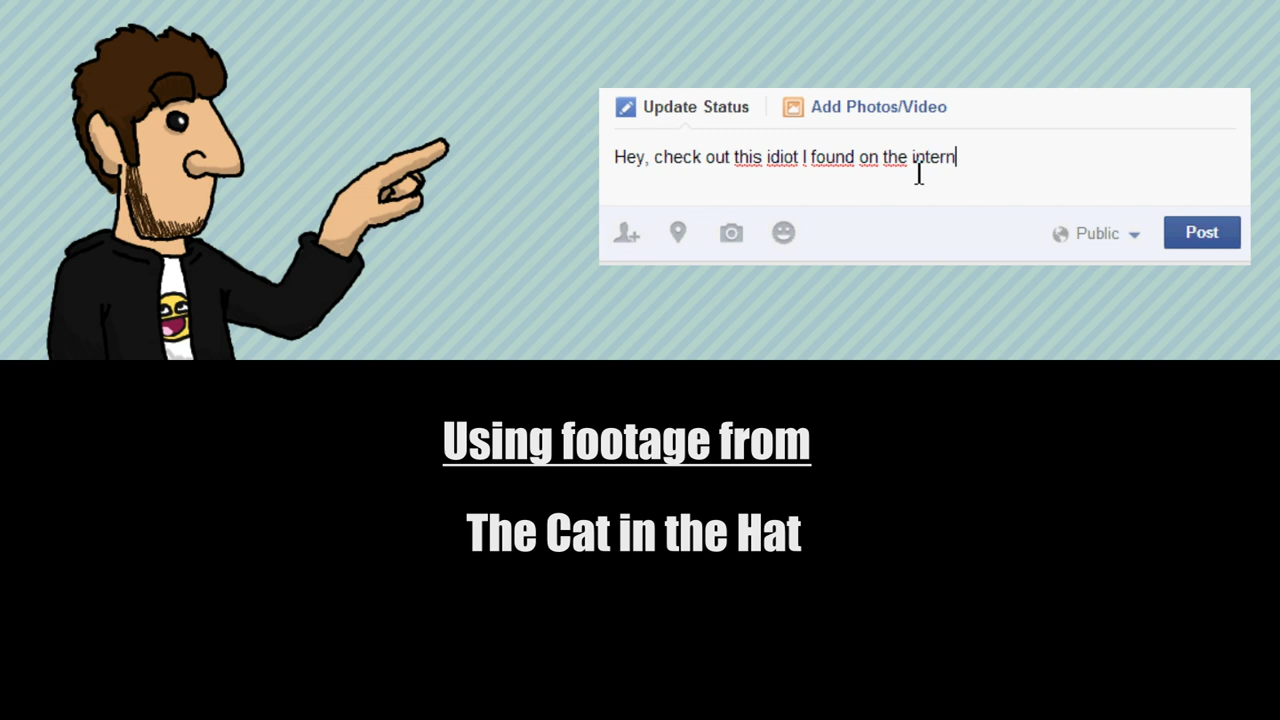 Update Status
Add Photos/Video
Hey, check out this idiot I found on the intern
Public
Post
Using footage from
The Cat in the Hat